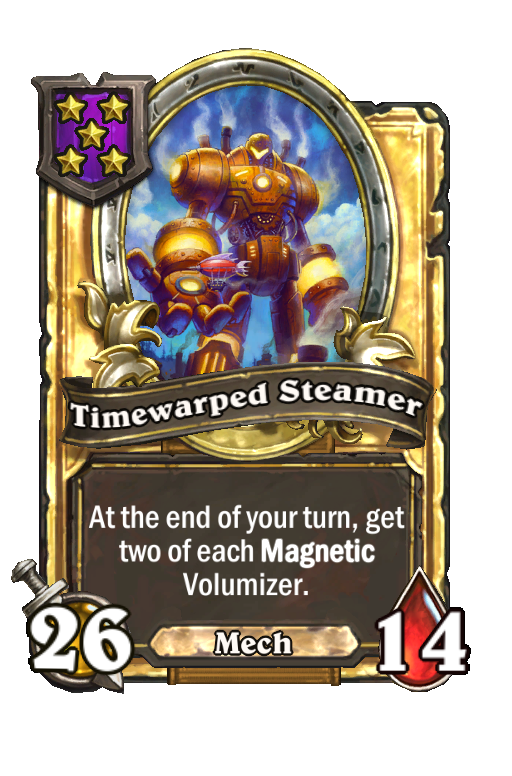 Timewarped Steamer
At the end of your turn, get
two of each Magnetic
Volumizer.
26
Mech
14